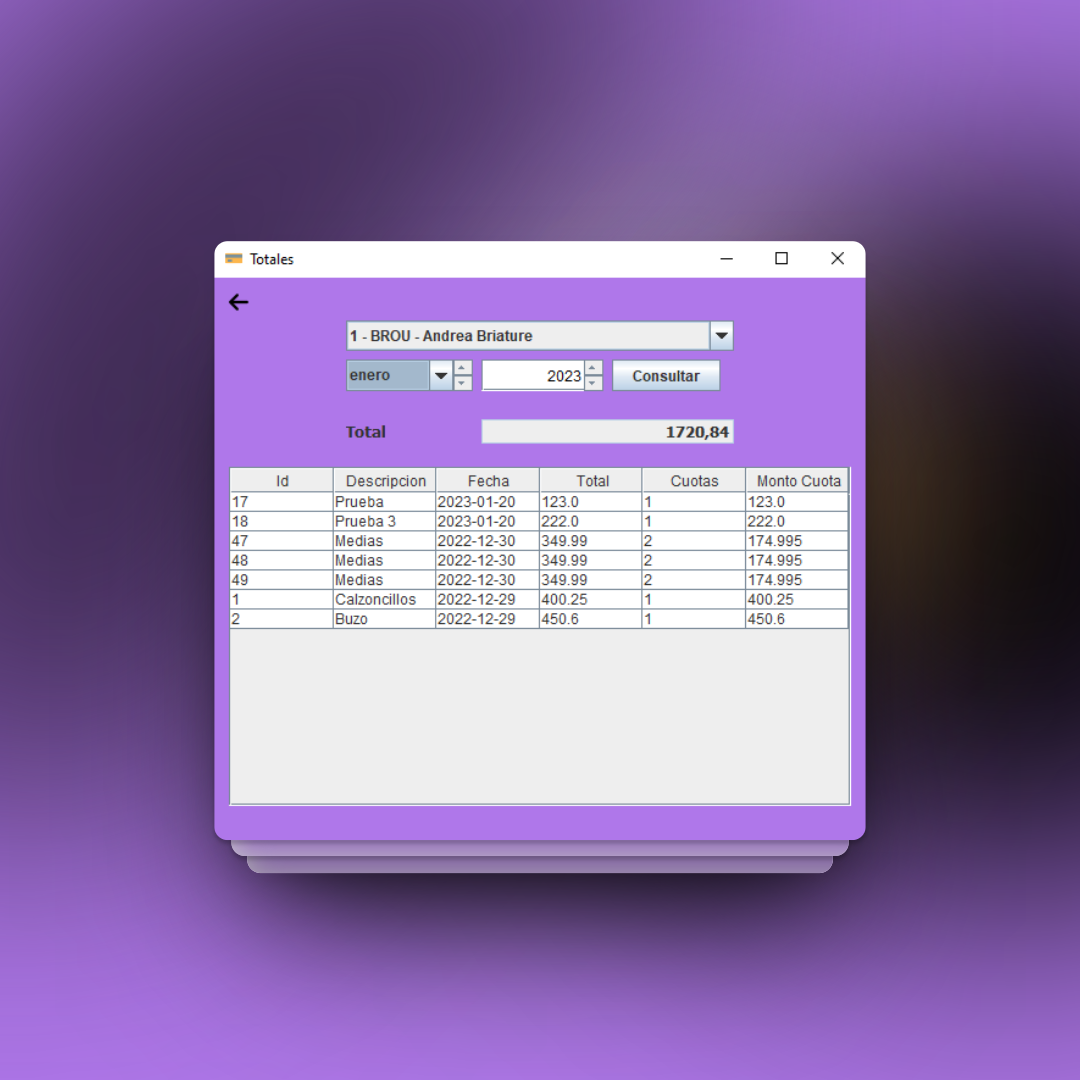 Totales
1 - BROU - Andrea Briature
enero 2023 Consultar
Total 1720,84
Id Descripcion Fecha Total Cuotas Monto Cuota
17 Prueba 2023-01-20 123.0 1 123.0
18 Prueba 3 2023-01-20 222.0 1 222.0
47 Medias 2022-12-30 349.99 2 174.995
48 Medias 2022-12-30 349.99 2 174.995
49 Medias 2022-12-30 349.99 2 174.995
1 Calzoncillos 2022-12-29 400.25 1 400.25
2 Buzo 2022-12-29 450.6 1 450.6